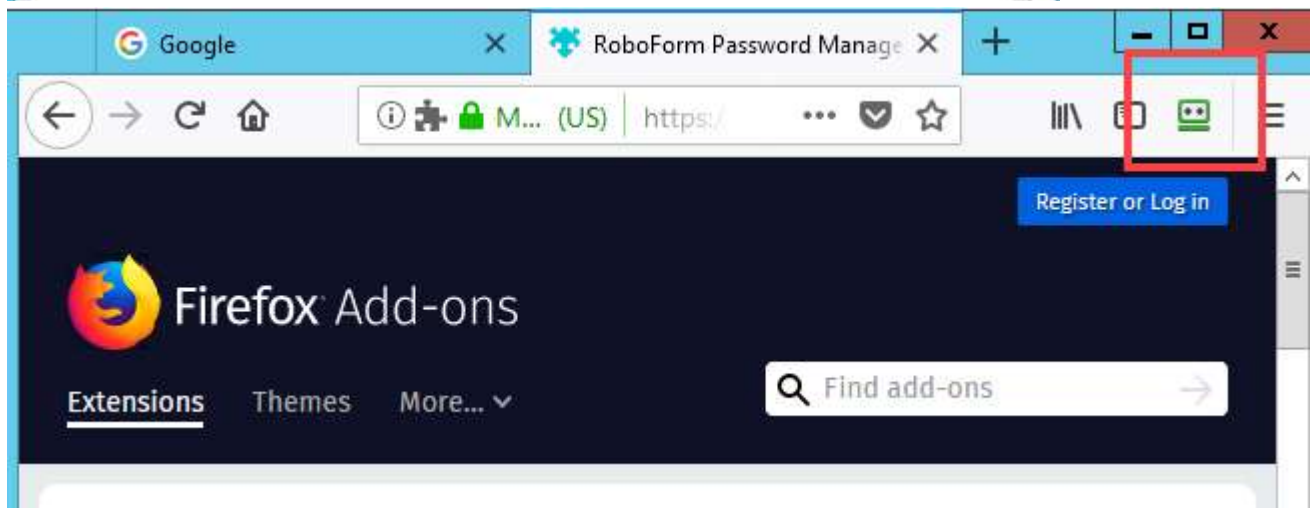 Google
RoboForm Password Manage
M... (US) https:/
Register or Log in
Firefox Add-ons
Extensions Themes More...
Find add-ons